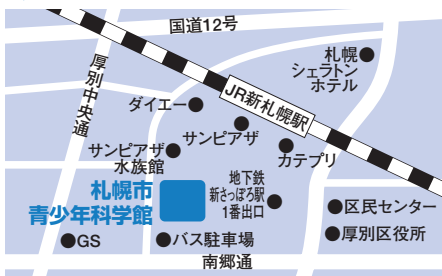 国道12号
厚別中央通
札幌
シェラトン
ホテル
JR新札幌駅
ダイエー
サンピアザ
サンピアザ
水族館
カテプリ
地下鉄
新さっぽろ駅
1番出口
札幌市
青少年科学館
区民センター
厚別区役所
GS
バス駐車場
南郷通